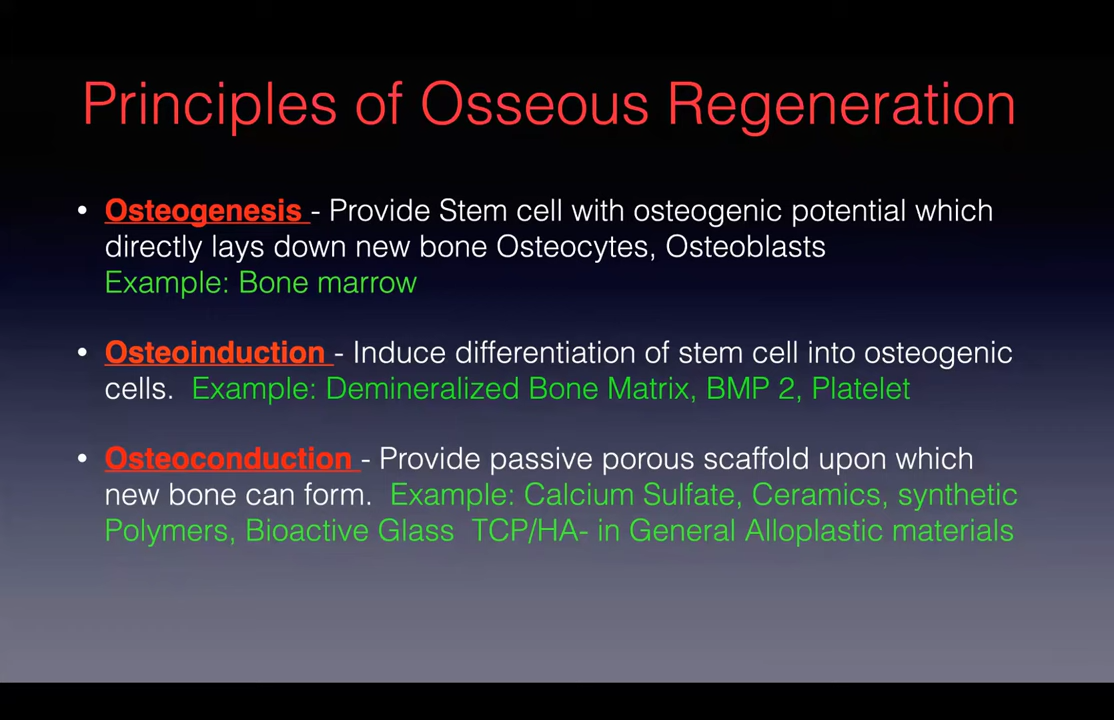 Principles of Osseous Regeneration
• Osteogenesis - Provide Stem cell with osteogenic potential which
directly lays down new bone Osteocytes, Osteoblasts
Example: Bone marrow
• Osteoinduction - Induce differentiation of stem cell into osteogenic
cells. Example: Demineralized Bone Matrix, BMP 2, Platelet
• Osteoconduction - Provide passive porous scaffold upon which
new bone can form. Example: Calcium Sulfate, Ceramics, synthetic
Polymers, Bioactive Glass TCP/HA- in General Alloplastic materials